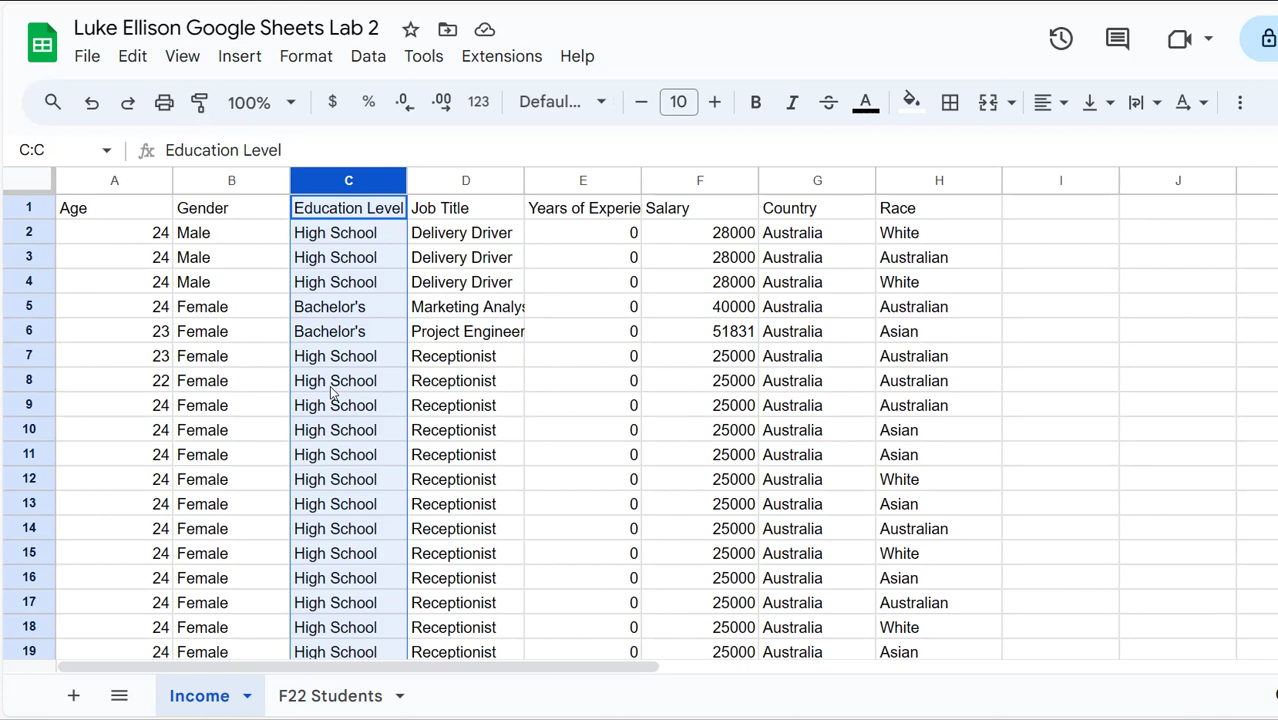 Luke Ellison Google Sheets Lab 2
File Edit View Insert Format Data Tools Extensions Help
100% $ % .0 .00 123 Defaul... 10 B I S A A
C:C fx Education Level
A B C D E F G H I J
1 Age Gender Education Level Job Title Years of Experie Salary Country Race
2 24 Male High School Delivery Driver 0 28000 Australia White
3 24 Male High School Delivery Driver 0 28000 Australia Australian
4 24 Male High School Delivery Driver 0 28000 Australia White
5 24 Female Bachelor's Marketing Analys 0 40000 Australia Australian
6 23 Female Bachelor's Project Engineer 0 51831 Australia Asian
7 23 Female High School Receptionist 0 25000 Australia Australian
8 22 Female High School Receptionist 0 25000 Australia Australian
9 24 Female High School Receptionist 0 25000 Australia Australian
10 24 Female High School Receptionist 0 25000 Australia Asian
11 24 Female High School Receptionist 0 25000 Australia Asian
12 24 Female High School Receptionist 0 25000 Australia White
13 24 Female High School Receptionist 0 25000 Australia Asian
14 24 Female High School Receptionist 0 25000 Australia Australian
15 24 Female High School Receptionist 0 25000 Australia White
16 24 Female High School Receptionist 0 25000 Australia Asian
17 24 Female High School Receptionist 0 25000 Australia Australian
18 24 Female High School Receptionist 0 25000 Australia White
19 24 Female High School Receptionist 0 25000 Australia Asian
Income F22 Students